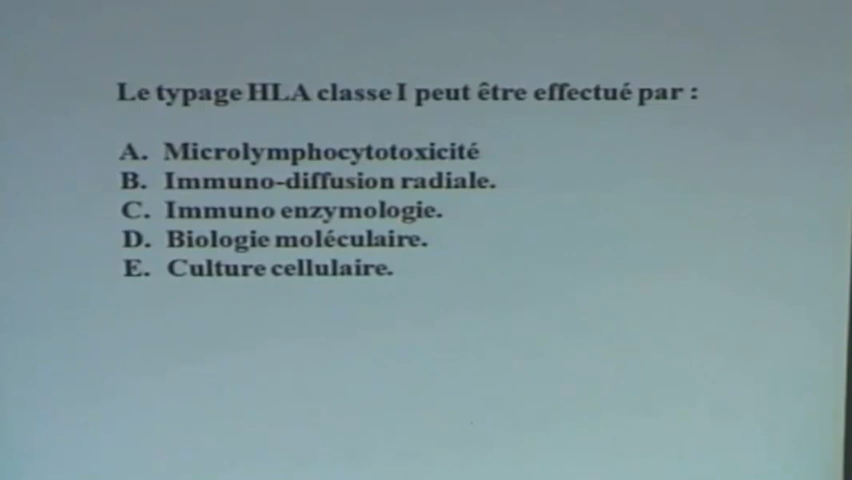 Le typage HLA classe I peut être effectué par :
A. Microlymphocytotoxicité
B. Immuno-diffusion radiale.
C. Immuno enzymologie.
D. Biologie moléculaire.
E. Culture cellulaire.